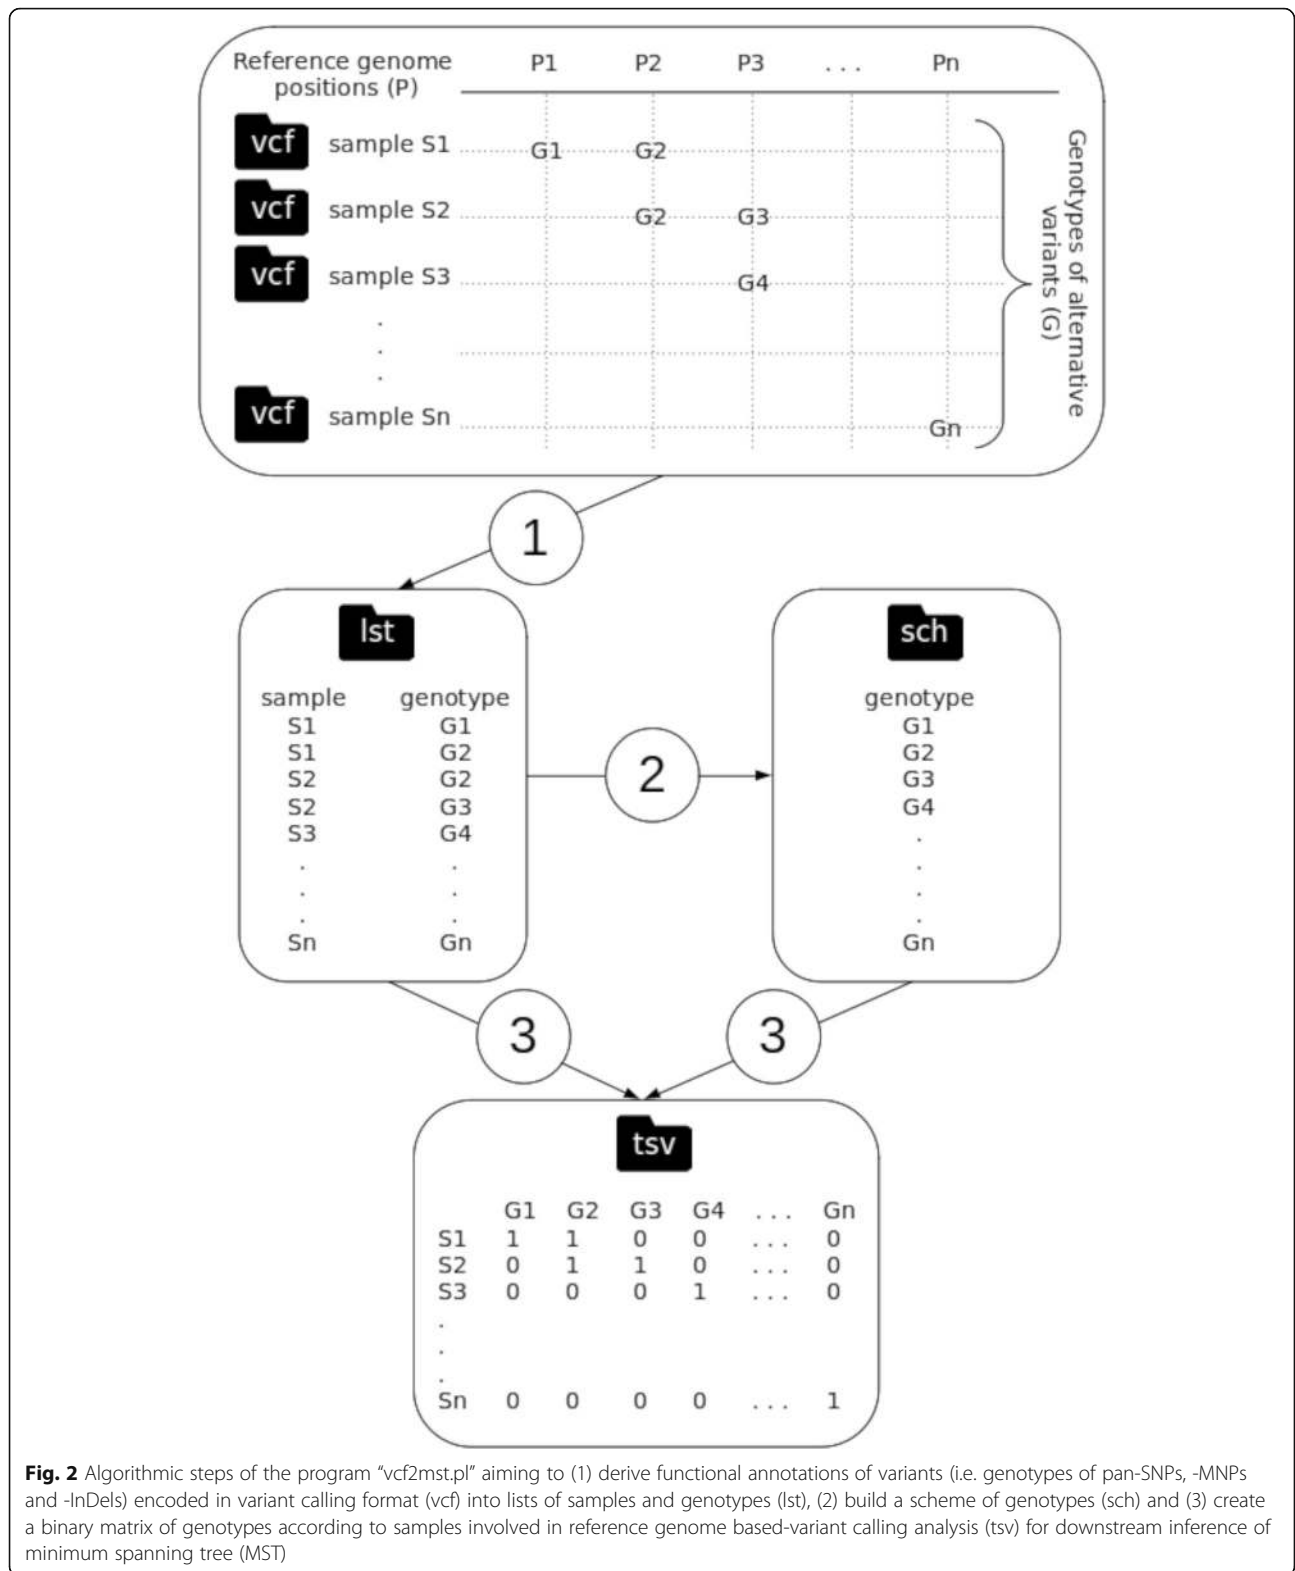 Reference genome positions (P) P1 P2 P3 ... Pn
vcf sample S1 G1 G2
vcf sample S2 G2 G3
vcf sample S3 G4
.
.
.
vcf sample Sn Gn
Genotypes of alternative
variants (G)
1
lst
sample genotype
S1 G1
S1 G2
S2 G2
S2 G3
S3 G4
. .
. .
. .
Sn Gn
2
sch
genotype
G1
G2
G3
G4
.
.
.
.
Gn
3
3
tsv
G1 G2 G3 G4 ... Gn
S1 1 1 0 0 ... 0
S2 0 1 1 0 ... 0
S3 0 0 0 1 ... 0
.
.
.
Sn 0 0 0 0 ... 1
Fig. 2 Algorithmic steps of the program “vcf2mst.pl” aiming to (1) derive functional annotations of variants (i.e. genotypes of pan-SNPs, -MNPs
and -InDels) encoded in variant calling format (vcf) into lists of samples and genotypes (lst), (2) build a scheme of genotypes (sch) and (3) create
a binary matrix of genotypes according to samples involved in reference genome based-variant calling analysis (tsv) for downstream inference of
minimum spanning tree (MST)